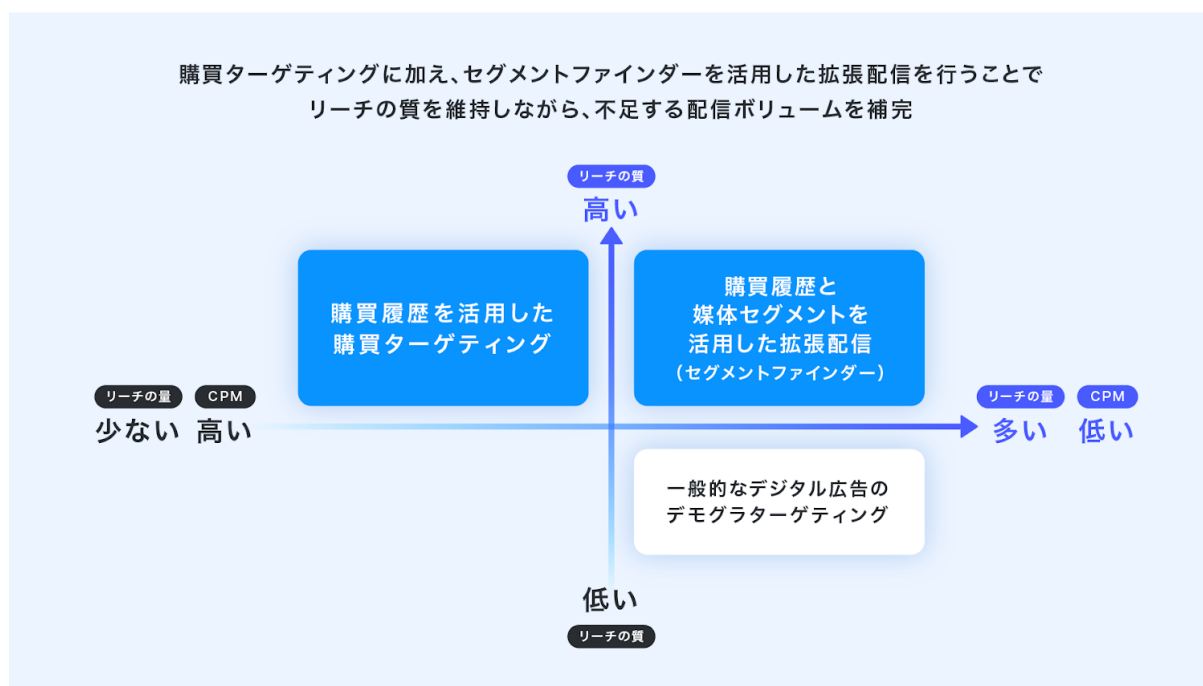 購買ターゲティングに加え、セグメントファインダーを活用した拡張配信を行うことで
リーチの質を維持しながら、不足する配信ボリュームを補完
リーチの質
高い
購買履歴を活用した
購買ターゲティング
購買履歴と
媒体セグメントを
活用した拡張配信
(セグメントファインダー)
リーチの量 CPM
少ない 高い
リーチの量 CPM
多い 低い
一般的なデジタル広告の
デモグラターゲティング
低い
リーチの質